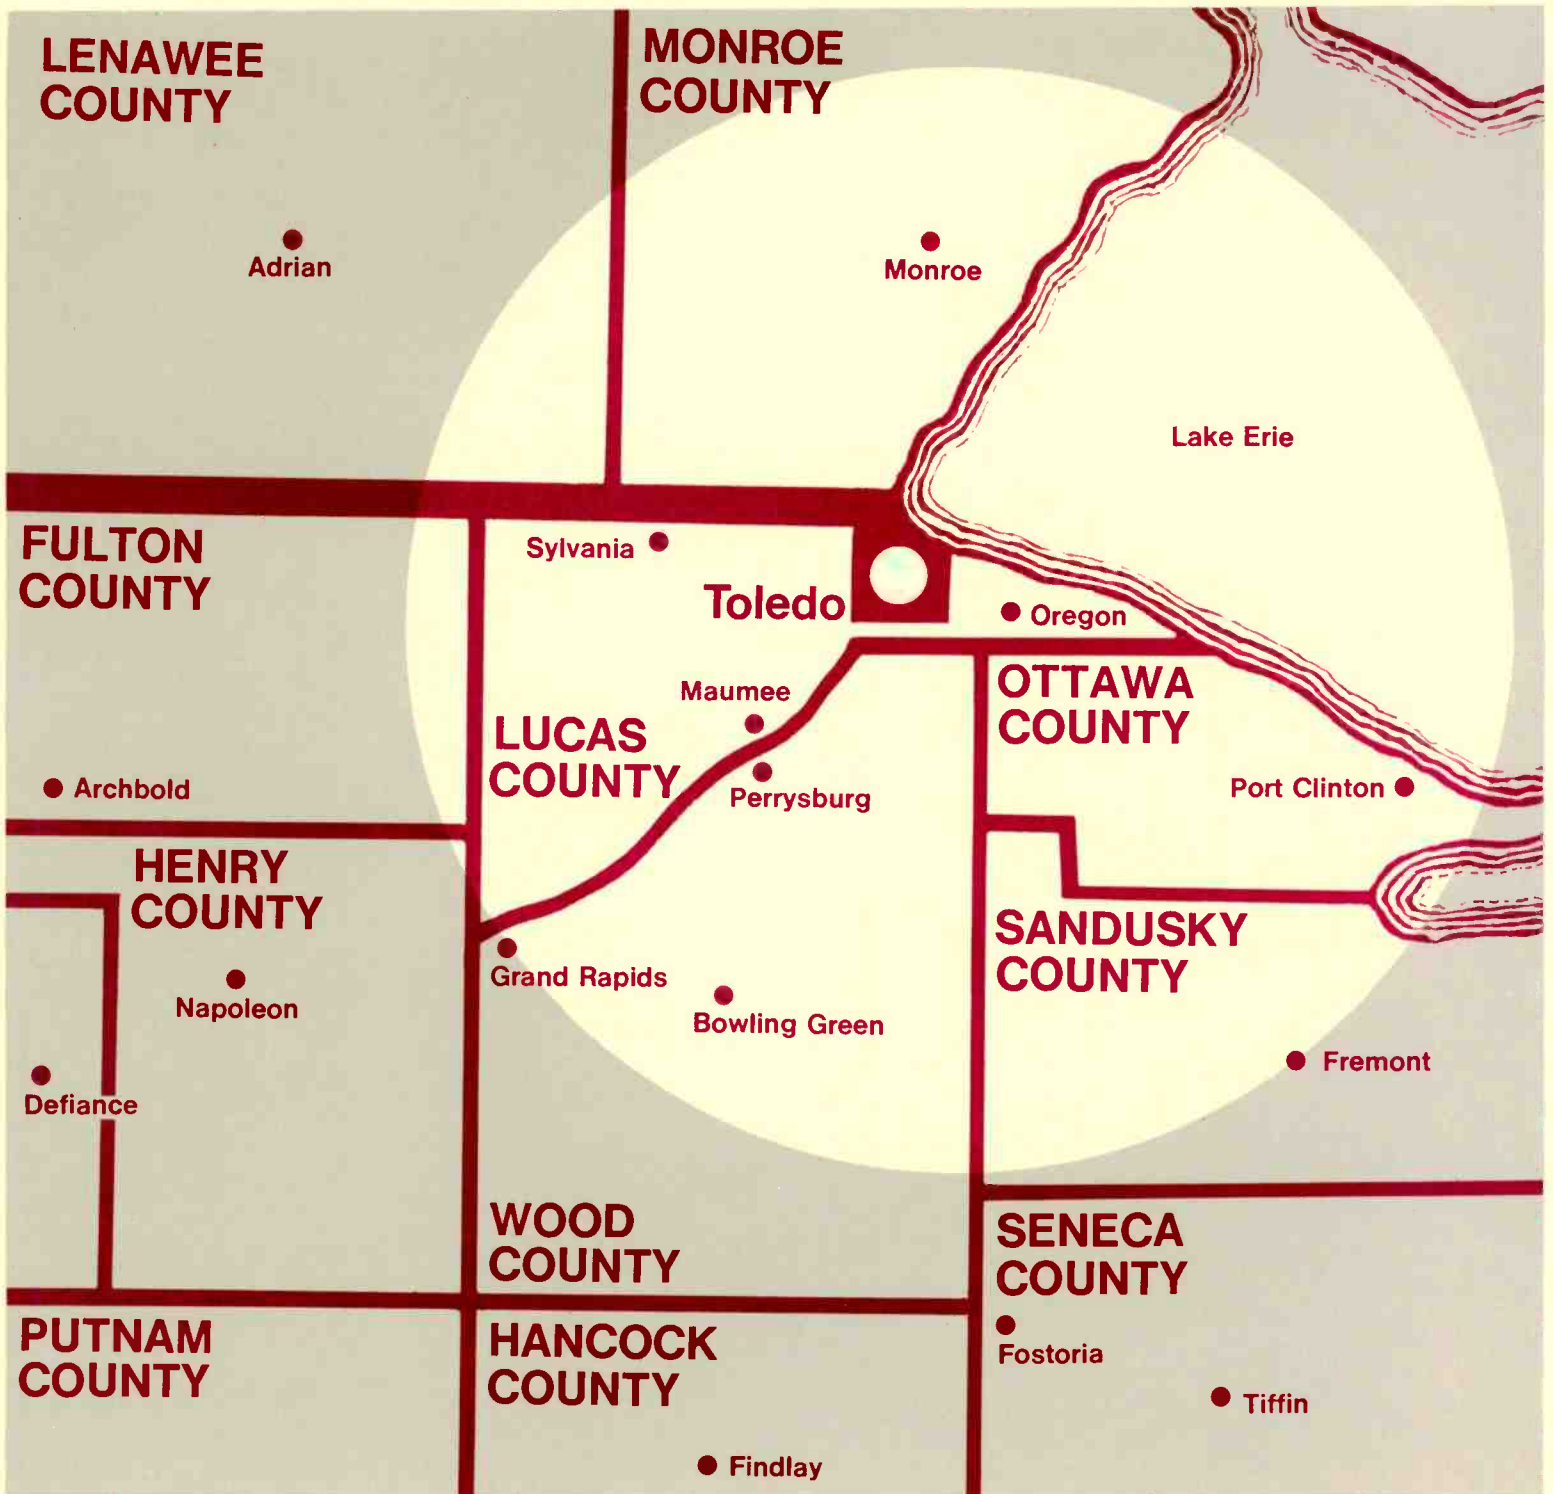 LENAWEE
COUNTY
MONROE
COUNTY
Adrian
Monroe
Lake Erie
FULTON
COUNTY
Sylvania
Toledo
Oregon
Maumee
LUCAS
COUNTY
OTTAWA
COUNTY
Archbold
Perrysburg
Port Clinton
HENRY
COUNTY
SANDUSKY
COUNTY
Napoleon
Grand Rapids
Bowling Green
Fremont
Defiance
WOOD
COUNTY
SENECA
COUNTY
PUTNAM
COUNTY
HANCOCK
COUNTY
Fostoria
Tiffin
Findlay